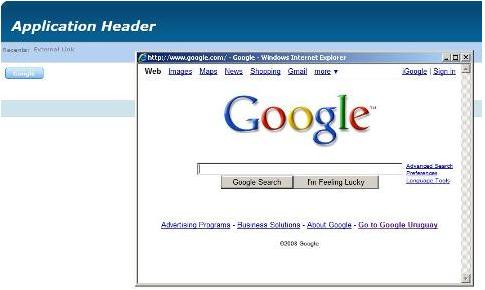 Application Header
Recents: External Link
Google
http://www.google.com/ - Google - Windows Internet Explorer
Web Images Maps News Shopping Gmail more ▼ iGoogle | Sign in
Google™
Advanced Search
Preferences
Language Tools
Google Search I'm Feeling Lucky
Advertising Programs - Business Solutions - About Google - Go to Google Uruguay
©2008 Google